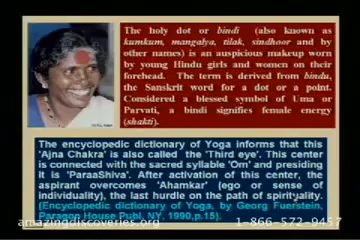 The holy dot or bindi (also known as
kumkum, mangalya, tilak, sindhoor and by
other names) is an auspicious makeup worn
by young Hindu girls and women on their
forehead. The term is derived from bindu,
the Sanskrit word for a dot or a point.
Considered a blessed symbol of Uma or
Parvati, a bindi signifies female energy
(shakti).
The encyclopedic dictionary of Yoga informs that this
'Ajna Chakra' is also called the 'Third eye'. This center
is connected with the sacred syllable 'Om' and presiding
it is 'ParaaShiva'. After activation of this center, the
aspirant overcomes 'Ahamkar' (ego or sense of
individuality), the last hurdle on the path of spirituality.
(Encyclopedic dictionary of Yoga, by Georg Fuerstein,
Paragon House Publ, NY, 1990,p.15).
amazingdiscoveries.org 1-866-572-9457